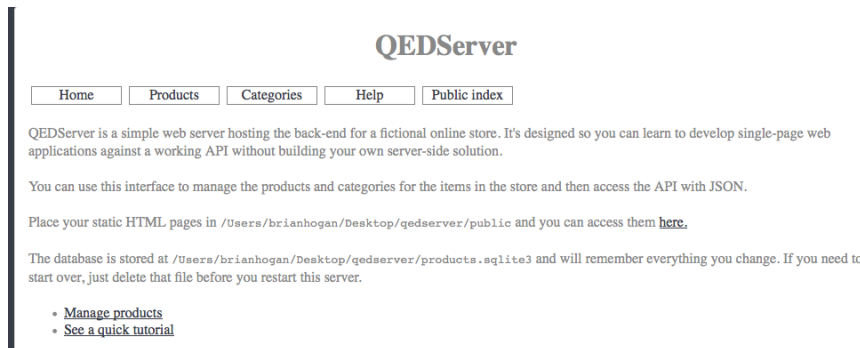 QEDServer
Home Products Categories Help Public index
QEDServer is a simple web server hosting the back-end for a fictional online store. It's designed so you can learn to develop single-page web
applications against a working API without building your own server-side solution.
You can use this interface to manage the products and categories for the items in the store and then access the API with JSON.
Place your static HTML pages in /Users/brianhogan/Desktop/qedserver/public and you can access them here.
The database is stored at /Users/brianhogan/Desktop/qedserver/products.sqlite3 and will remember everything you change. If you need to
start over, just delete that file before you restart this server.
• Manage products
• See a quick tutorial